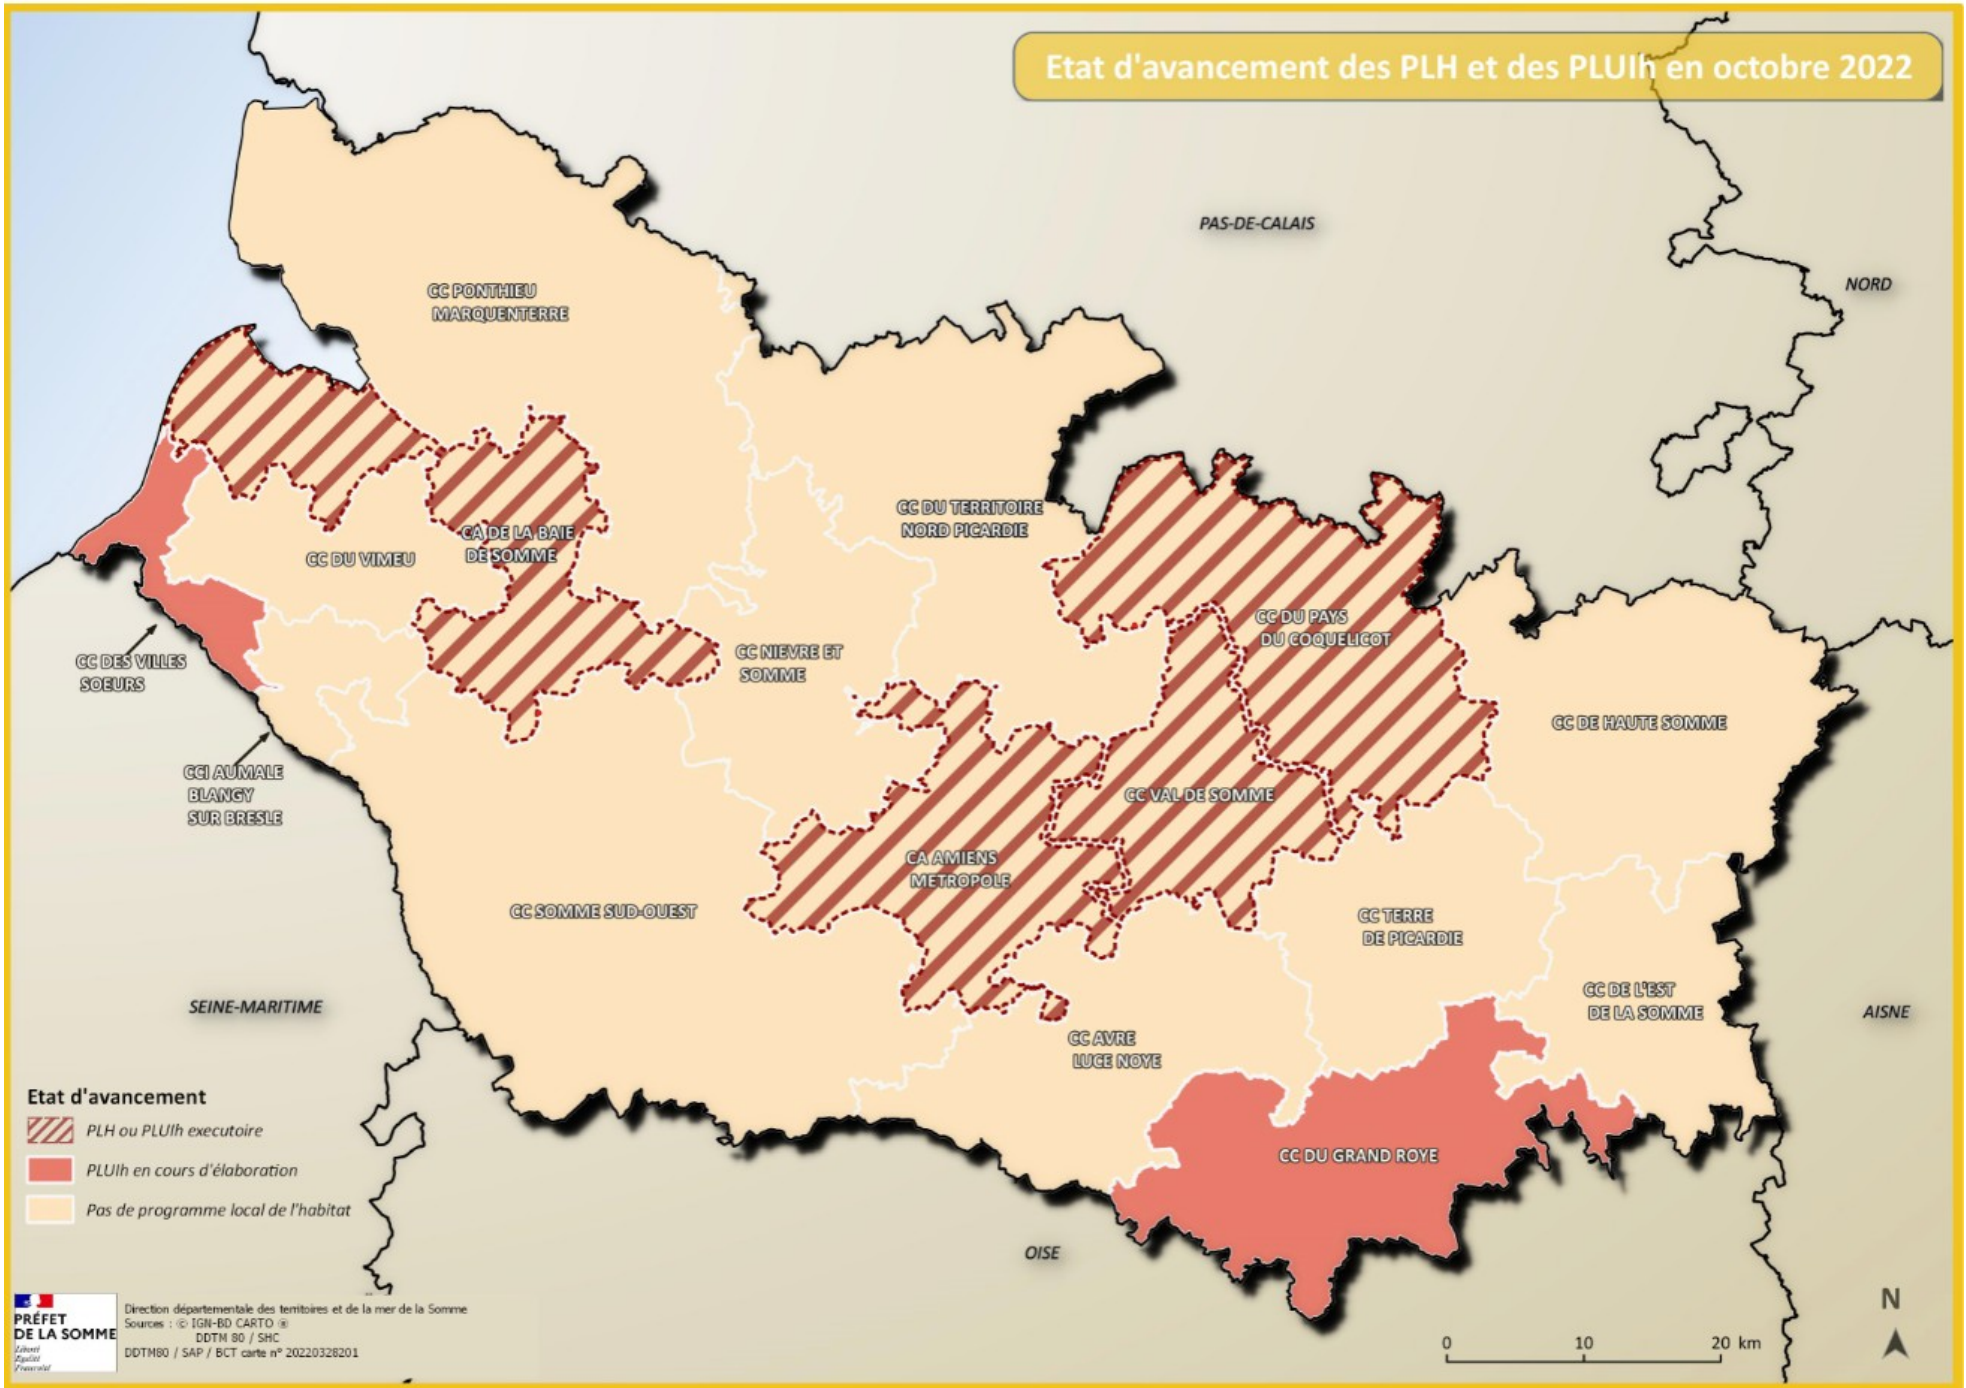 Etat d'avancement des PLH et des PLUIh en octobre 2022
PAS-DE-CALAIS
NORD
CC PONTHIEU
MARQUENTERRE
CC DU TERRITOIRE
NORD PICARDIE
CA DE LA BAIE
DE SOMME
CC DU VIMEU
CC DU PAYS
DU COQUELICOT
CC DES VILLES
SOEURS
CC NIEVRE ET
SOMME
CC DE HAUTE SOMME
CCI AUMALE
BLANGY
SUR BRESLE
CC VAL DE SOMME
CA AMIENS
METROPOLE
CC SOMME SUD-OUEST
CC TERRE
DE PICARDIE
CC DE L'EST
DE LA SOMME
SEINE-MARITIME
AISNE
CC AVRE
LUCE NOYE
CC DU GRAND ROYE
OISE
Etat d'avancement
PLH ou PLUIh executoire
PLUIh en cours d'élaboration
Pas de programme local de l'habitat
PRÉFET
DE LA SOMME
Liberté
Égalité
Fraternité
Direction départementale des territoires et de la mer de la Somme
Sources : © IGN-BD CARTO ®
DDTM 80 / SHC
DDTM80 / SAP / BCT carte n° 20220328201
N
0 10 20 km